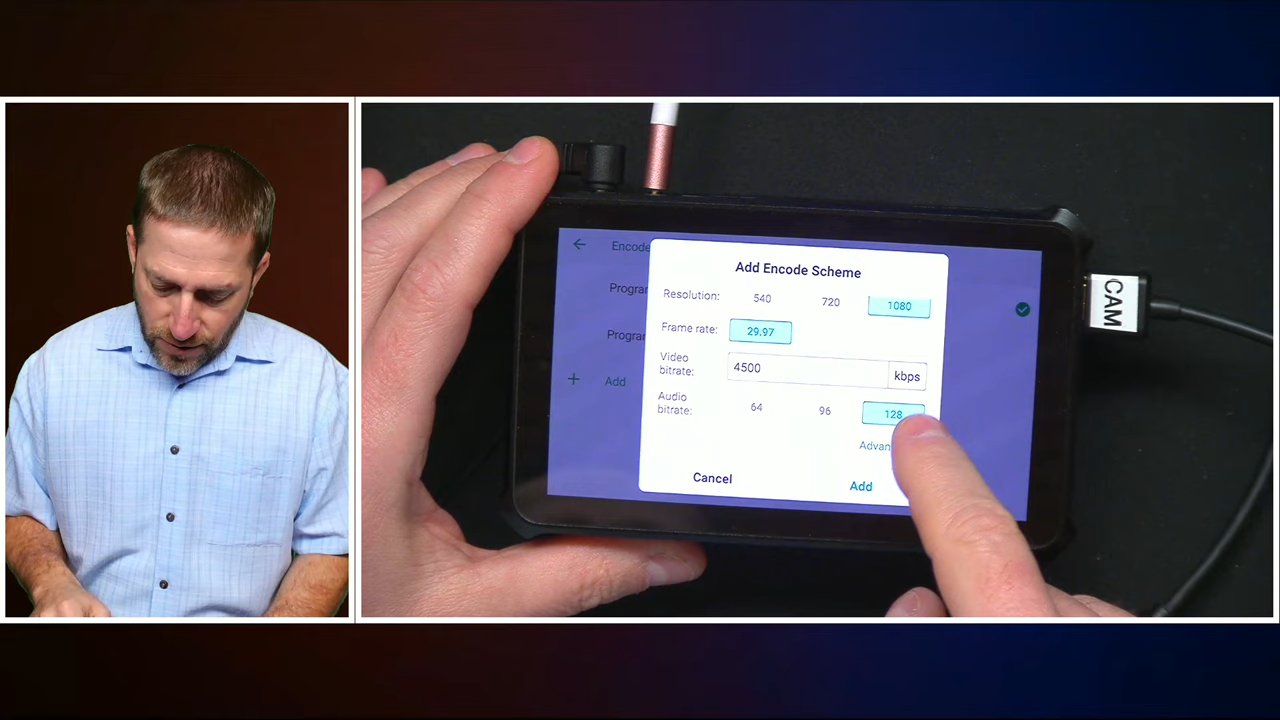 Encode
Add Encode Scheme
Resolution: 540 720 1080
Program
Frame rate: 29.97
Program
Video bitrate: 4500 kbps
Add
Audio bitrate: 64 96 128
Advan
Cancel Add
CAM